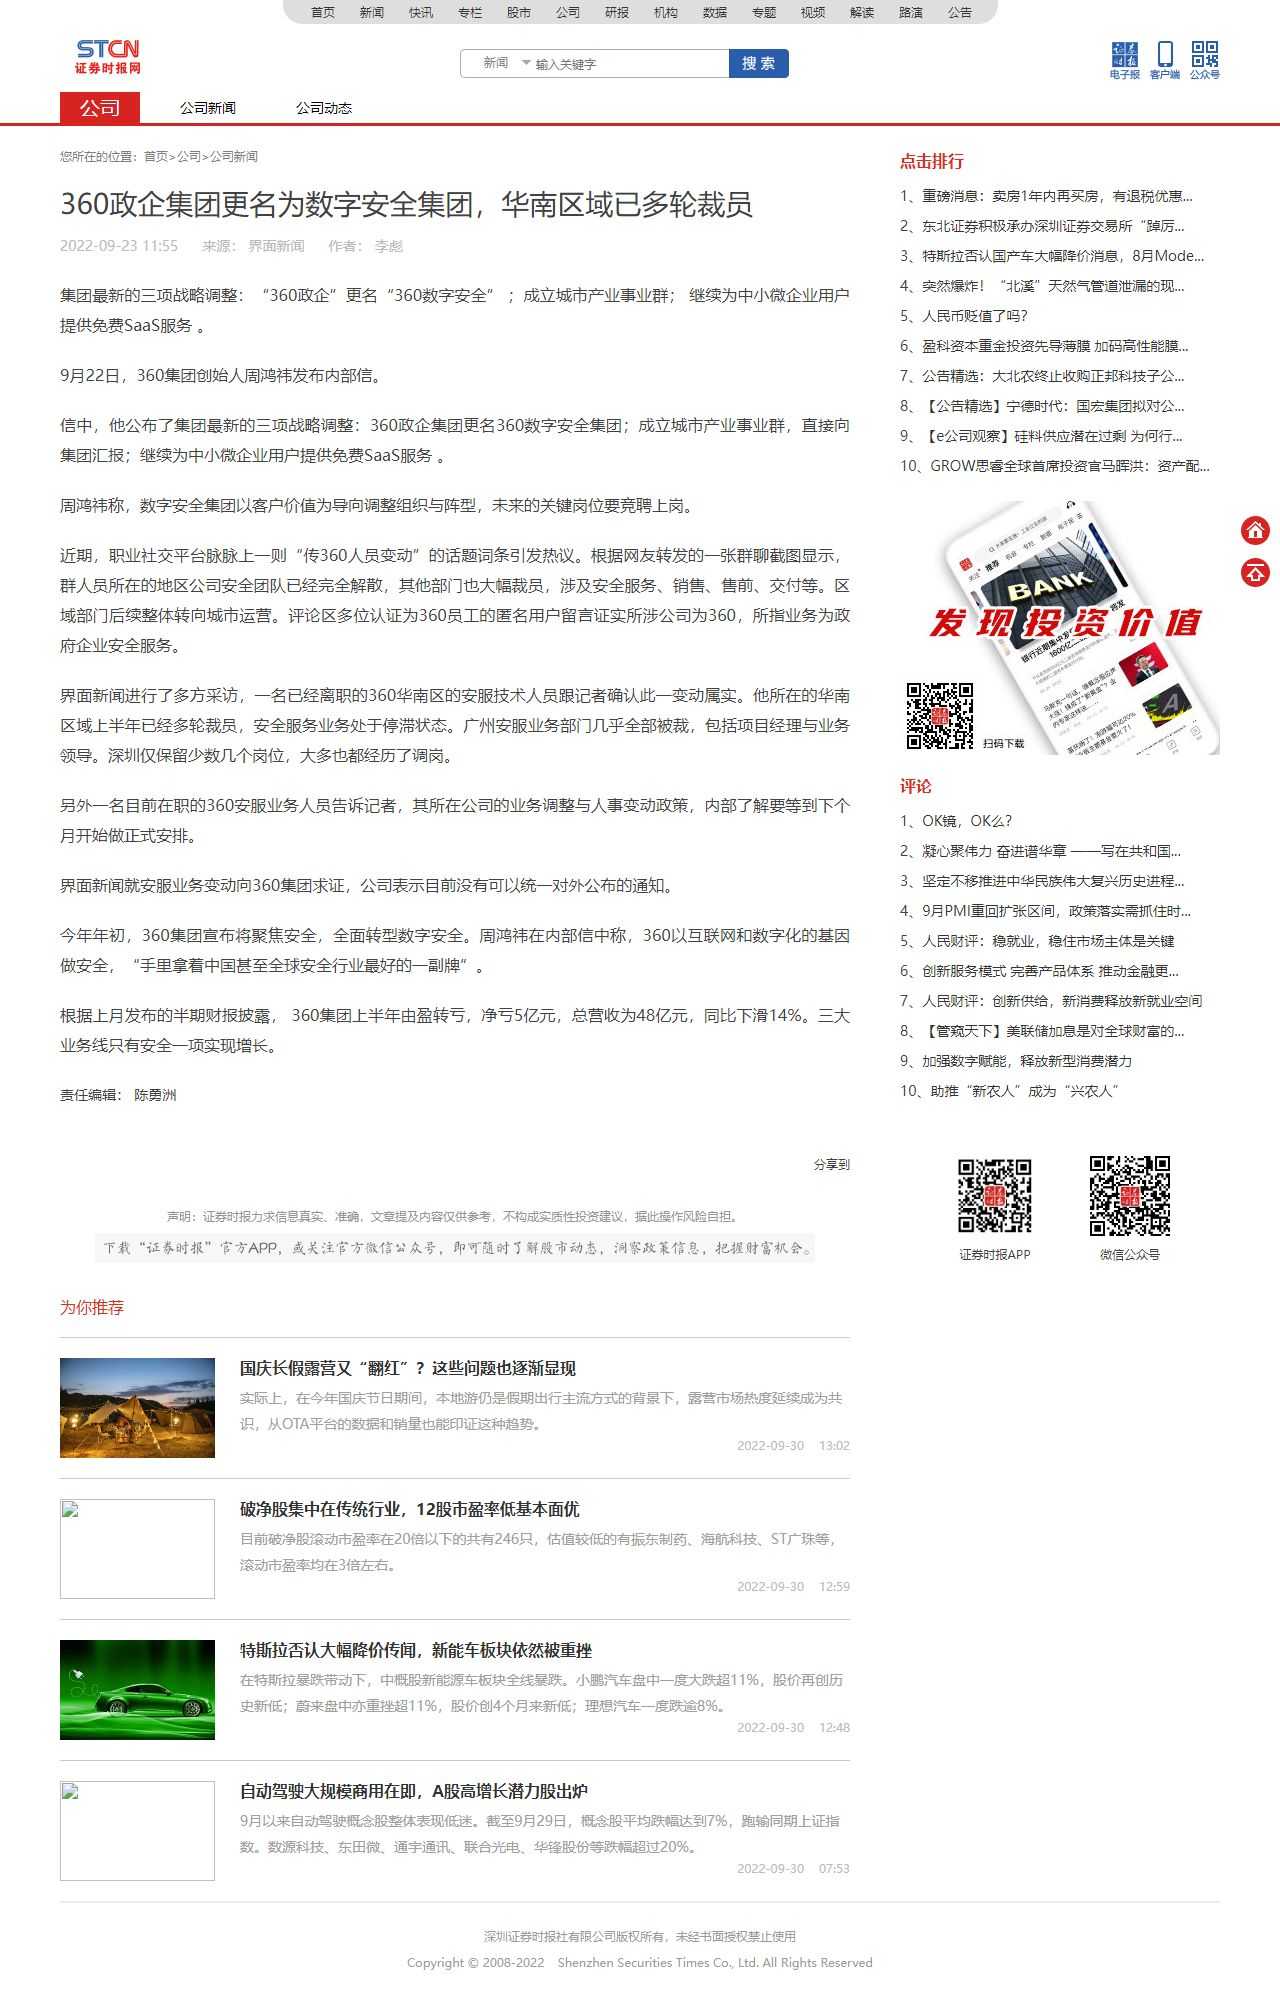 首页 新闻 快讯 专栏 股市 公司 研报 机构 数据 专题 视频 解读 路演 公告
STCN
证券时报网
新闻 输入关键字 搜 索
电子报 客户端 公众号
公司 公司新闻 公司动态
您所在的位置：首页>公司>公司新闻
360政企集团更名为数字安全集团，华南区域已多轮裁员
2022-09-23 11:55 来源： 界面新闻 作者： 李彪
集团最新的三项战略调整：“360政企”更名“360数字安全” ；成立城市产业事业群； 继续为中小微企业用户
提供免费SaaS服务 。
9月22日，360集团创始人周鸿祎发布内部信。
信中，他公布了集团最新的三项战略调整：360政企集团更名360数字安全集团；成立城市产业事业群，直接向
集团汇报；继续为中小微企业用户提供免费SaaS服务 。
周鸿祎称，数字安全集团以客户价值为导向调整组织与阵型，未来的关键岗位要竞聘上岗。
近期，职业社交平台脉脉上一则“传360人员变动”的话题词条引发热议。根据网友转发的一张群聊截图显示，
群人员所在的地区公司安全团队已经完全解散，其他部门也大幅裁员，涉及安全服务、销售、售前、交付等。区
域部门后续整体转向城市运营。评论区多位认证为360员工的匿名用户留言证实所涉公司为360，所指业务为政
府企业安全服务。
界面新闻进行了多方采访，一名已经离职的360华南区的安服技术人员跟记者确认此一变动属实。他所在的华南
区域上半年已经多轮裁员，安全服务业务处于停滞状态。广州安服业务部门几乎全部被裁，包括项目经理与业务
领导。深圳仅保留少数几个岗位，大多也都经历了调岗。
另外一名目前在职的360安服业务人员告诉记者，其所在公司的业务调整与人事变动政策，内部了解要等到下个
月开始做正式安排。
界面新闻就安服业务变动向360集团求证，公司表示目前没有可以统一对外公布的通知。
今年年初，360集团宣布将聚焦安全，全面转型数字安全。周鸿祎在内部信中称，360以互联网和数字化的基因
做安全，“手里拿着中国甚至全球安全行业最好的一副牌”。
根据上月发布的半期财报披露， 360集团上半年由盈转亏，净亏5亿元，总营收为48亿元，同比下滑14%。三大
业务线只有安全一项实现增长。
责任编辑： 陈勇洲
分享到
声明：证券时报力求信息真实、准确，文章提及内容仅供参考，不构成实质性投资建议，据此操作风险自担。
下载“证券时报”官方APP，或关注官方微信公众号，即可随时了解股市动态，洞察政策信息，把握财富机会。
为你推荐
国庆长假露营又“翻红”？这些问题也逐渐显现
实际上，在今年国庆节日期间，本地游仍是假期出行主流方式的背景下，露营市场热度延续成为共
识，从OTA平台的数据和销量也能印证这种趋势。
2022-09-30 13:02
破净股集中在传统行业，12股市盈率低基本面优
目前破净股滚动市盈率在20倍以下的共有246只，估值较低的有振东制药、海航科技、ST广珠等，
滚动市盈率均在3倍左右。
2022-09-30 12:59
特斯拉否认大幅降价传闻，新能车板块依然被重挫
在特斯拉暴跌带动下，中概股新能源车板块全线暴跌。小鹏汽车盘中一度大跌超11%，股价再创历
史新低；蔚来盘中亦重挫超11%，股价创4个月来新低；理想汽车一度跌逾8%。
2022-09-30 12:48
自动驾驶大规模商用在即，A股高增长潜力股出炉
9月以来自动驾驶概念股整体表现低迷。截至9月29日，概念股平均跌幅达到7%，跑输同期上证指
数。数源科技、东田微、通宇通讯、联合光电、华锋股份等跌幅超过20%。
2022-09-30 07:53
点击排行
1、重磅消息：卖房1年内再买房，有退税优惠...
2、东北证券积极承办深圳证券交易所“踔厉...
3、特斯拉否认国产车大幅降价消息，8月Mode...
4、突然爆炸！“北溪”天然气管道泄漏的现...
5、人民币贬值了吗？
6、盈科资本重金投资先导薄膜 加码高性能膜...
7、公告精选：大北农终止收购正邦科技子公...
8、【公告精选】宁德时代：国宏集团拟对公...
9、【e公司观察】硅料供应潜在过剩 为何行...
10、GROW思睿全球首席投资官马晖洪：资产配...
推荐
BANK
发现投资价值
扫码下载
评论
1、OK镜，OK么？
2、凝心聚伟力 奋进谱华章 ——写在共和国...
3、坚定不移推进中华民族伟大复兴历史进程...
4、9月PMI重回扩张区间，政策落实需抓住时...
5、人民财评：稳就业，稳住市场主体是关键
6、创新服务模式 完善产品体系 推动金融更...
7、人民财评：创新供给，新消费释放新就业空间
8、【管窥天下】美联储加息是对全球财富的...
9、加强数字赋能，释放新型消费潜力
10、助推“新农人”成为“兴农人”
证券时报APP 微信公众号
深圳证券时报社有限公司版权所有，未经书面授权禁止使用
Copyright © 2008-2022 Shenzhen Securities Times Co., Ltd. All Rights Reserved